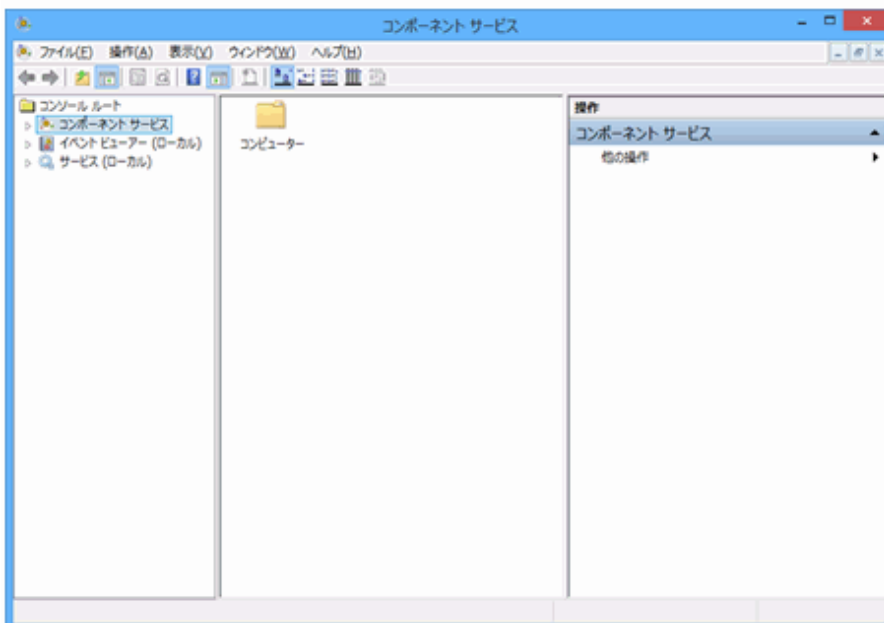 コンポーネント サービス
ファイル(F) 操作(A) 表示(V) ウィンドウ(W) ヘルプ(H)
コンソール ルート
コンポーネント サービス
イベント ビューアー (ローカル)
サービス (ローカル)
コンピューター
操作
コンポーネント サービス
他の操作